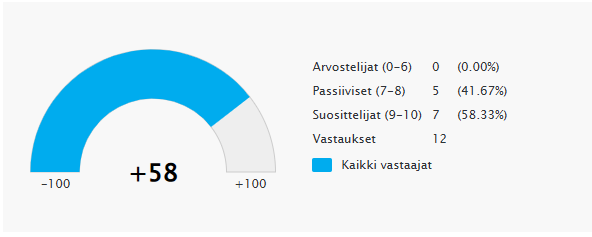 Arvostelijat (0-6) 0 (0.00%)
Passiiviset (7-8) 5 (41.67%)
Suosittelijat (9-10) 7 (58.33%)
Vastaukset 12
Kaikki vastaajat
+58
-100 +100